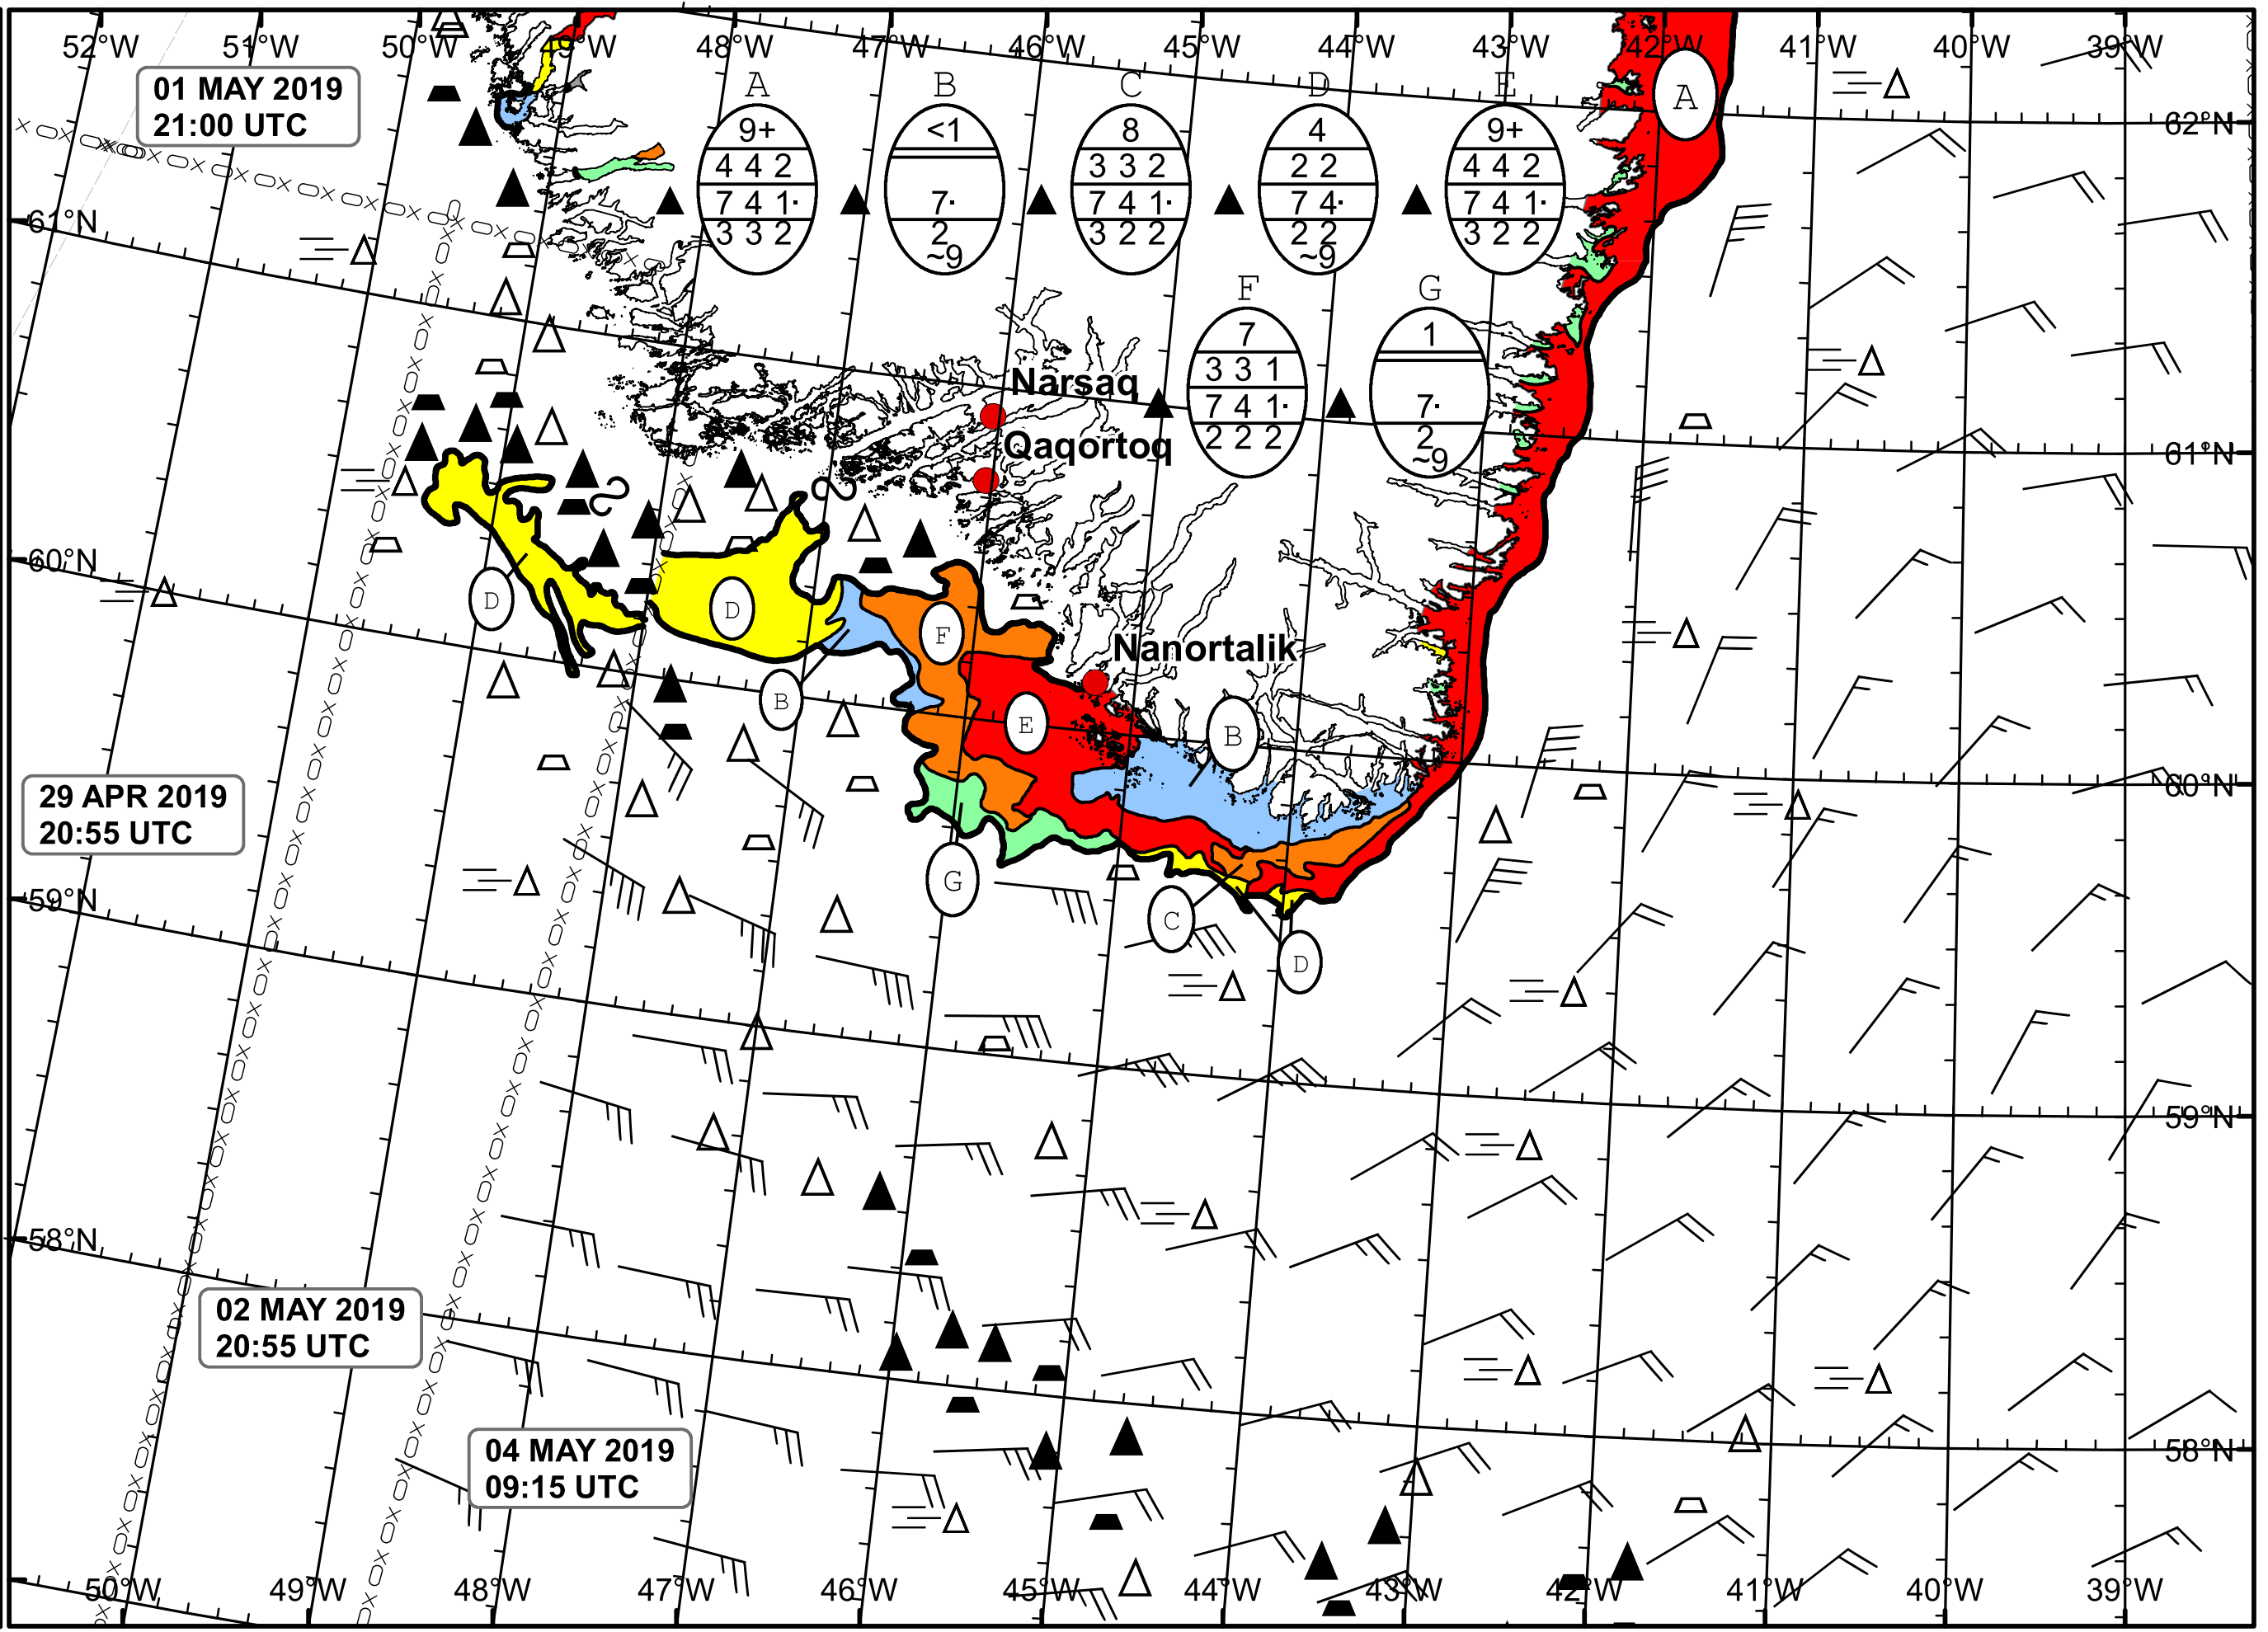 52°W 51°W 50°W 49°W 48°W 47°W 46°W 45°W 44°W 43°W 42°W 41°W 40°W 39°W
01 MAY 2019
21:00 UTC
A B C D E
A
9+ <1 8 4 9+
4 4 2 3 3 2 2 2 4 4 2
7 4 1· 7· 7 4 1· 7 4· 7 4 1·
3 3 2 2 3 2 2 2 2 3 2 2
~9 ~9
62°N
61°N
F G
7 1
3 3 1
7 4 1· 7·
2 2 2 2
~9
Narsaq
Qaqortoq
61°N
60°N
D
D
F
Nanortalik
B
E
B
29 APR 2019
20:55 UTC
60°N
59°N
G
C
D
59°N
58°N
02 MAY 2019
20:55 UTC
04 MAY 2019
09:15 UTC
58°N
50°W 49°W 48°W 47°W 46°W 45°W 44°W 43°W 42°W 41°W 40°W 39°W